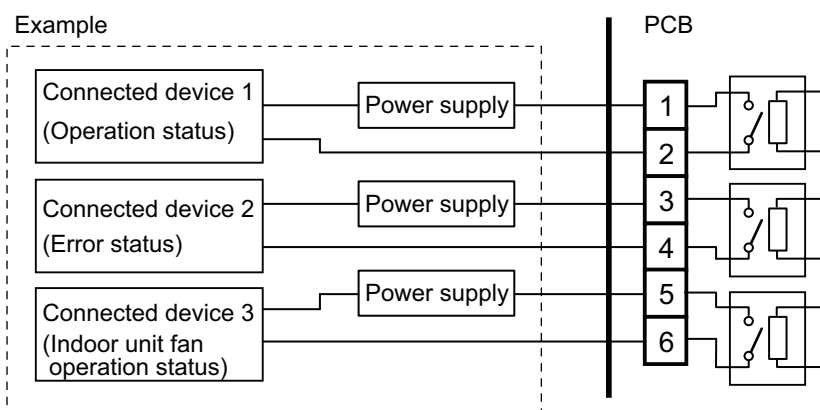 Example
PCB
Connected device 1
(Operation status)
Power supply
1
2
Connected device 2
(Error status)
Power supply
3
4
Connected device 3
(Indoor unit fan
operation status)
Power supply
5
6